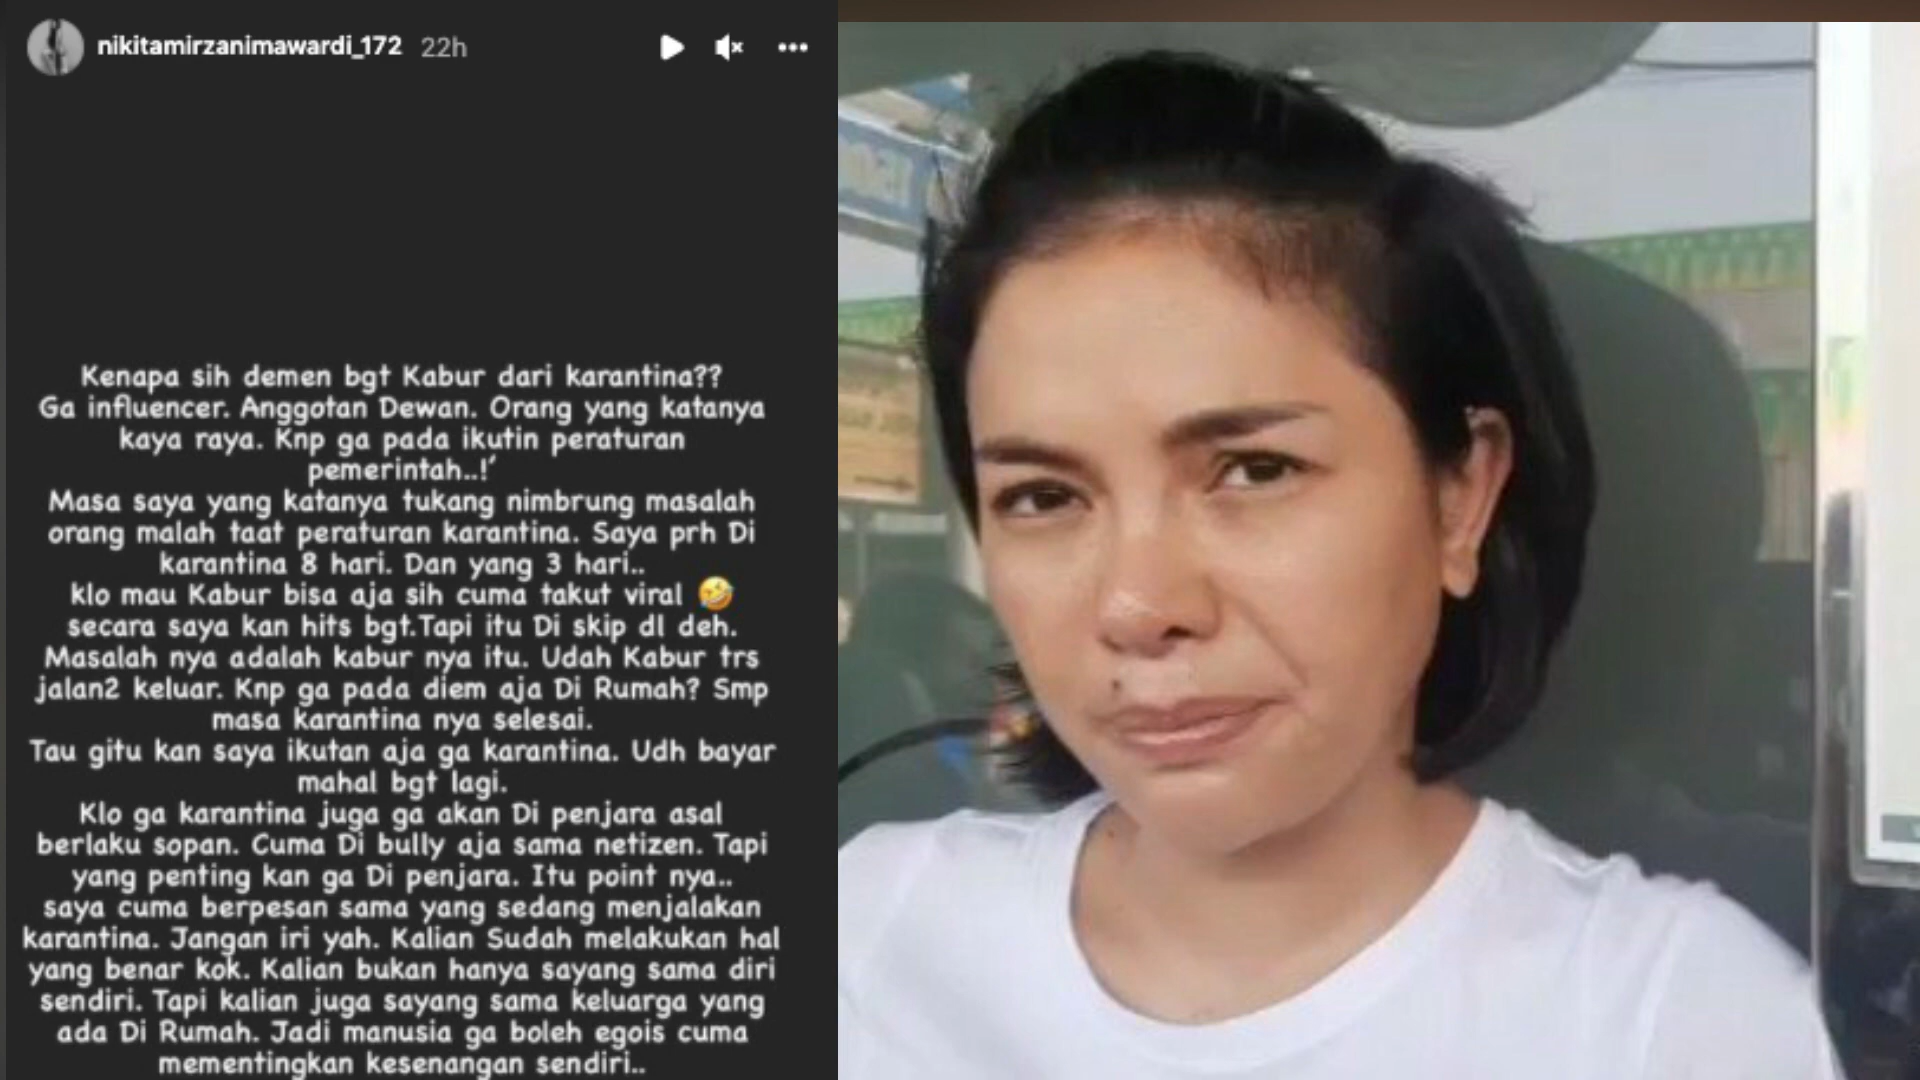 nikitamirzanimawardi_172 22h
Kenapa sih demen bgt Kabur dari karantina??
Ga influencer. Anggotan Dewan. Orang yang katanya
kaya raya. Knp ga pada ikutin peraturan
pemerintah..!’
Masa saya yang katanya tukang nimbrung masalah
orang malah taat peraturan karantina. Saya prh Di
karantina 8 hari. Dan yang 3 hari..
klo mau Kabur bisa aja sih cuma takut viral 🤣
secara saya kan hits bgt.Tapi itu Di skip dl deh.
Masalah nya adalah kabur nya itu. Udah Kabur trs
jalan2 keluar. Knp ga pada diem aja Di Rumah? Smp
masa karantina nya selesai.
Tau gitu kan saya ikutan aja ga karantina. Udh bayar
mahal bgt lagi.
Klo ga karantina juga ga akan Di penjara asal
berlaku sopan. Cuma Di bully aja sama netizen. Tapi
yang penting kan ga Di penjara. Itu point nya..
saya cuma berpesan sama yang sedang menjalakan
karantina. Jangan iri yah. Kalian Sudah melakukan hal
yang benar kok. Kalian bukan hanya sayang sama diri
sendiri. Tapi kalian juga sayang sama keluarga yang
ada Di Rumah. Jadi manusia ga boleh egois cuma
mementingkan kesenangan sendiri..